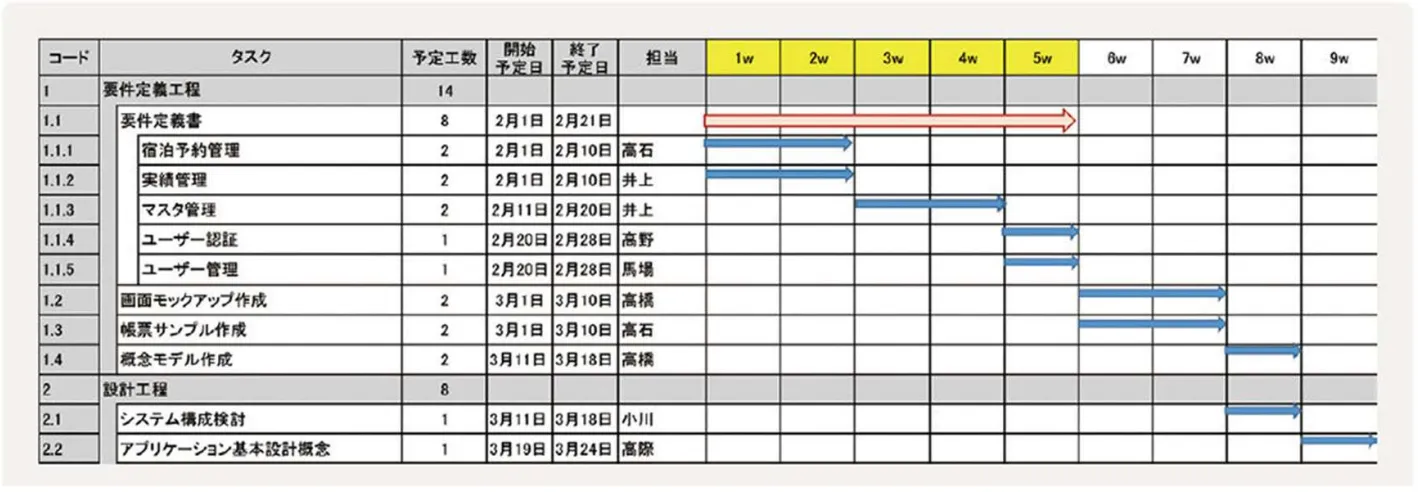 コード タスク 予定工数 開始予定日 終了予定日 担当 1w 2w 3w 4w 5w 6w 7w 8w 9w
1 要件定義工程 14
1.1 要件定義書 8 2月1日 2月21日
1.1.1 宿泊予約管理 2 2月1日 2月10日 高石
1.1.2 実績管理 2 2月1日 2月10日 井上
1.1.3 マスタ管理 2 2月11日 2月20日 井上
1.1.4 ユーザー認証 1 2月20日 2月28日 高野
1.1.5 ユーザー管理 1 2月20日 2月28日 馬場
1.2 画面モックアップ作成 2 3月1日 3月10日 高橋
1.3 帳票サンプル作成 2 3月1日 3月10日 高石
1.4 概念モデル作成 2 3月11日 3月18日 高橋
2 設計工程 8
2.1 システム構成検討 1 3月11日 3月18日 小川
2.2 アプリケーション基本設計概念 1 3月19日 3月24日 高際